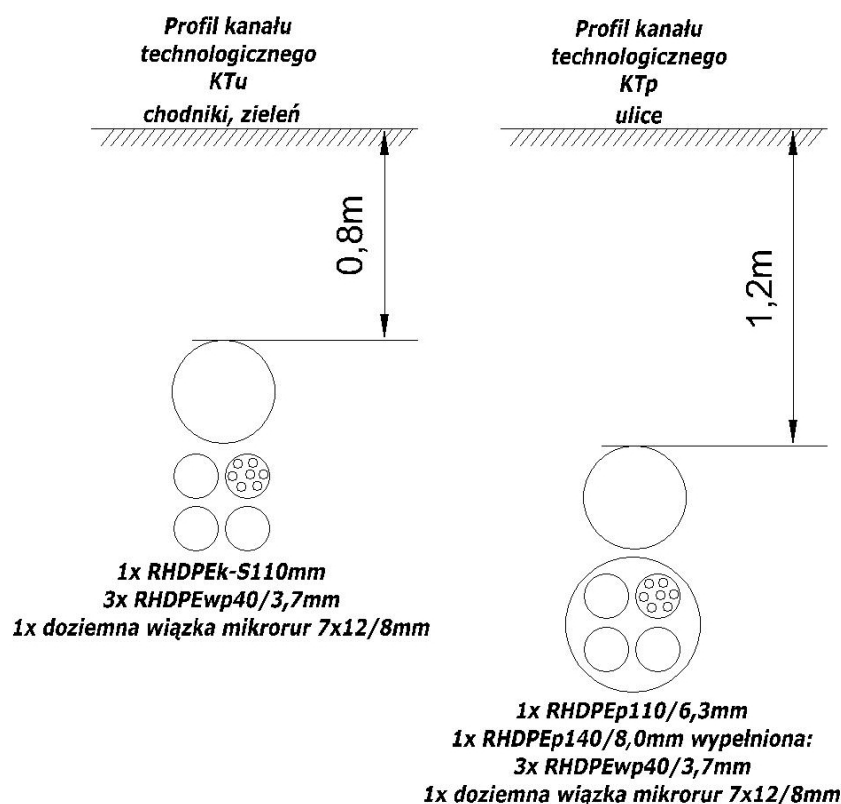 Profil kanału
technologicznego
KTu
chodniki, zieleń
0,8m
1x RHDPEk-S110mm
3x RHDPEwp40/3,7mm
1x doziemna wiązka mikrorur 7x12/8mm
Profil kanału
technologicznego
KTp
ulice
1,2m
1x RHDPEp110/6,3mm
1x RHDPEp140/8,0mm wypełniona:
3x RHDPEwp40/3,7mm
1x doziemna wiązka mikrorur 7x12/8mm